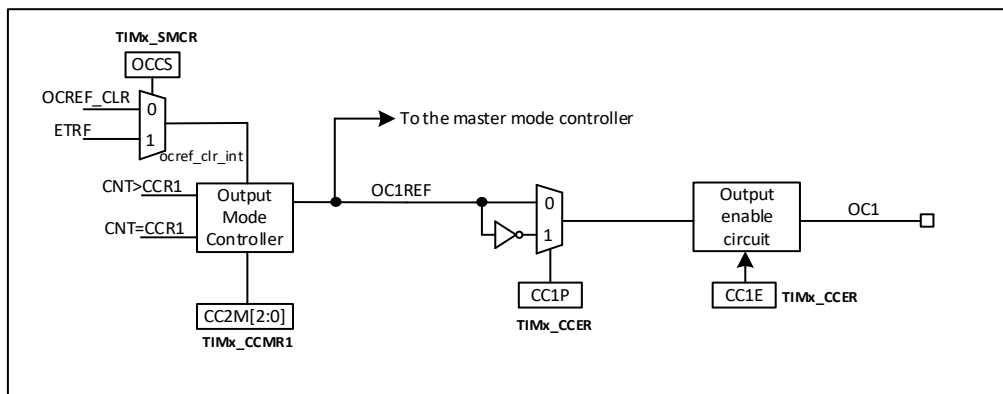 TIMx_SMCR
OCCS
OCREF_CLR
0
ETRF
1
ocref_clr_int
To the master mode controller
CNT>CCR1
CNT=CCR1
Output
Mode
Controller
OC1REF
0
1
Output
enable
circuit
OC1
CC2M[2:0]
TIMx_CCMR1
CC1P
TIMx_CCER
CC1E
TIMx_CCER